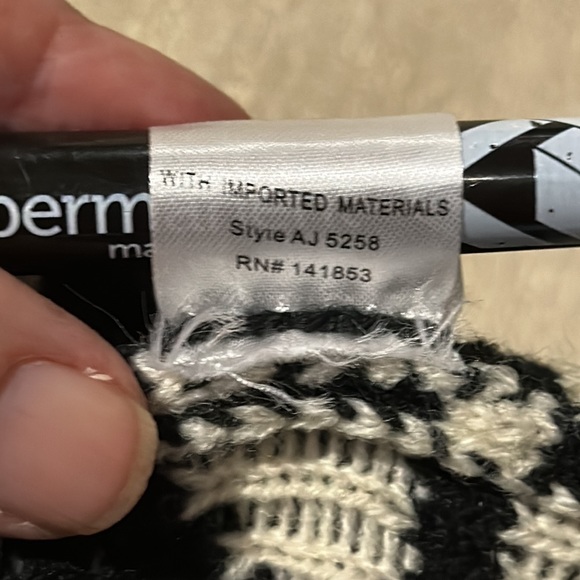 WITH IMPORTED MATERIALS
Style AJ 5258
RN# 141853
perm
ma